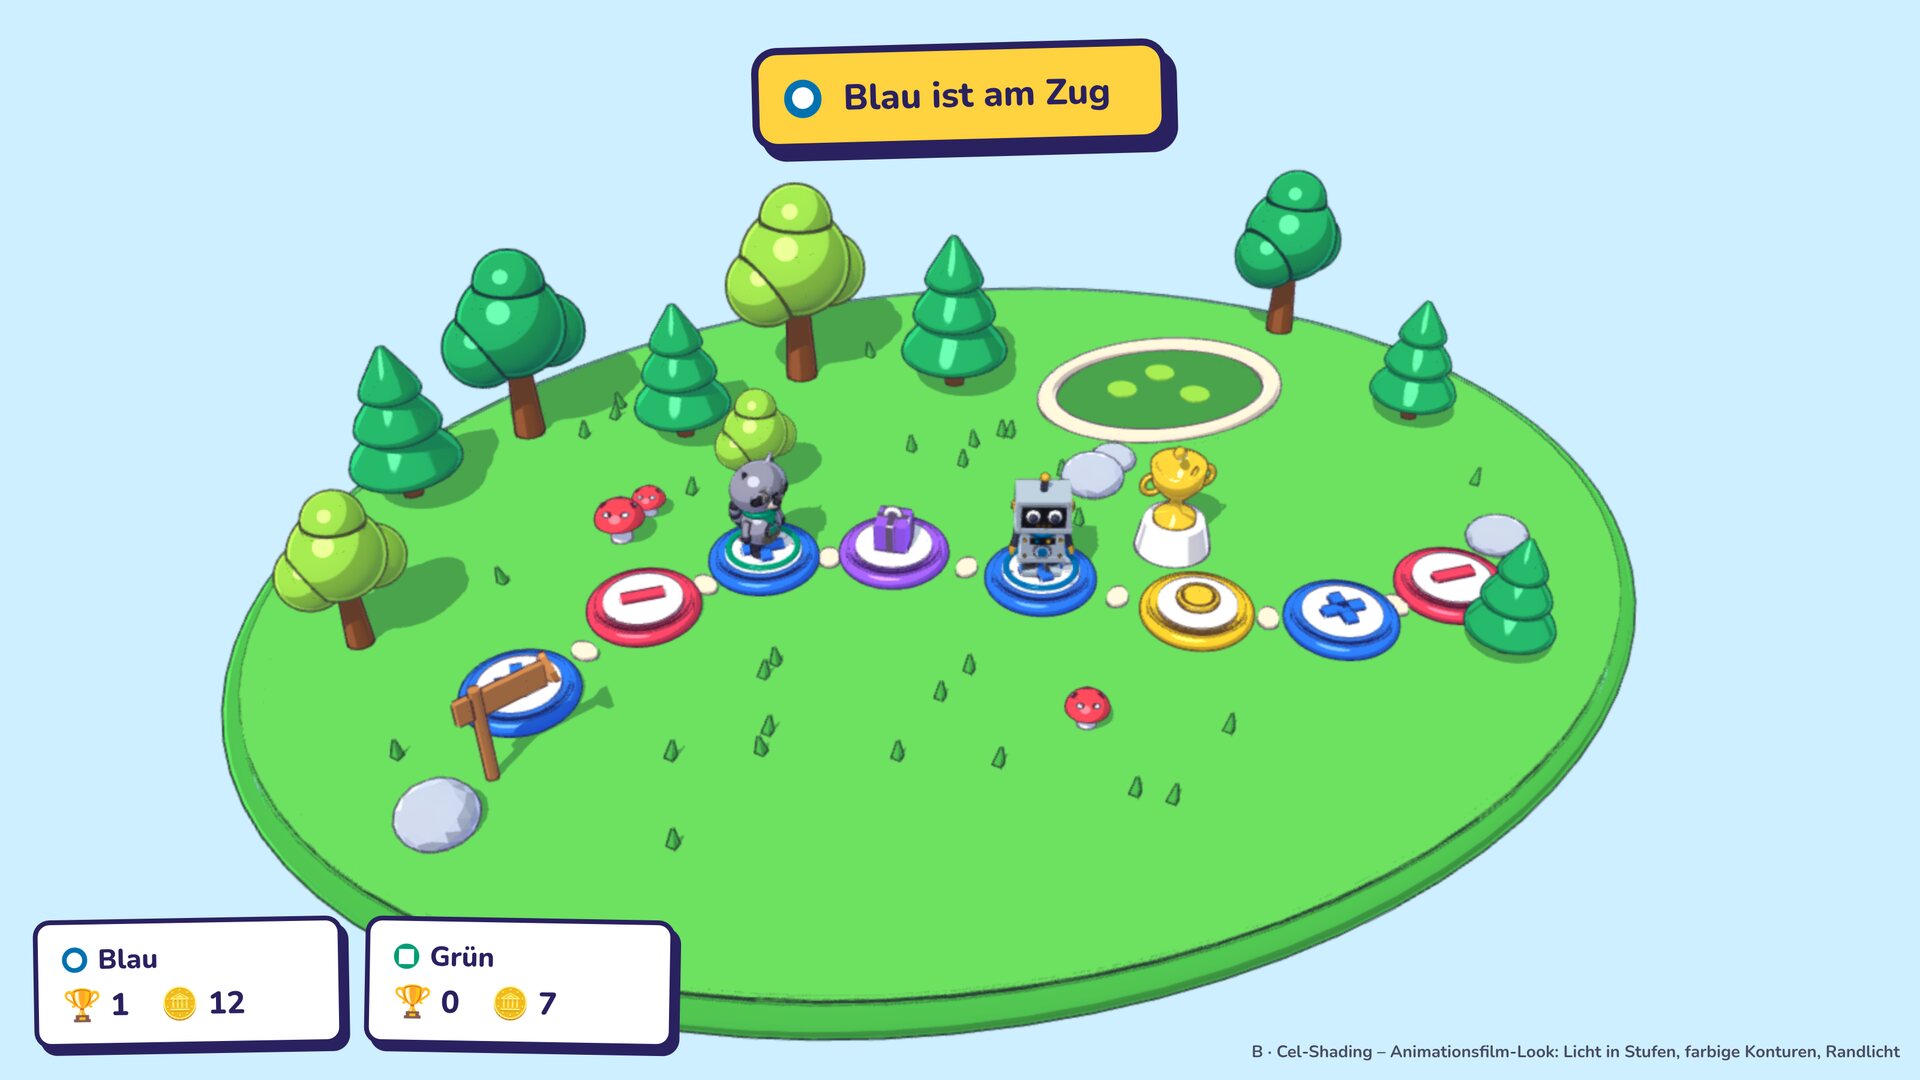 Blau ist am Zug
Blau
1 12
Grün
0 7
B · Cel-Shading – Animationsfilm-Look: Licht in Stufen, farbige Konturen, Randlicht